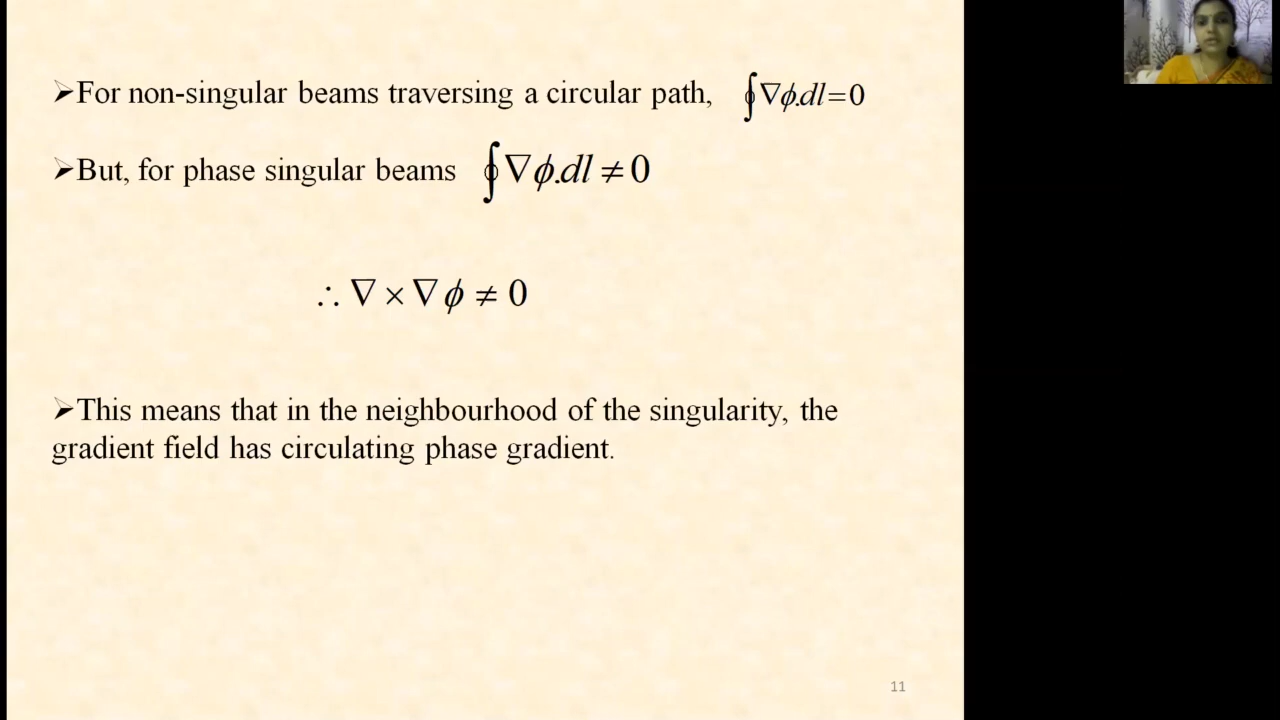 ➢For non-singular beams traversing a circular path, ∮∇ϕ.dl=0
➢But, for phase singular beams ∮∇ϕ.dl ≠ 0
∴ ∇ × ∇ ϕ ≠ 0
➢This means that in the neighbourhood of the singularity, the
gradient field has circulating phase gradient.
11